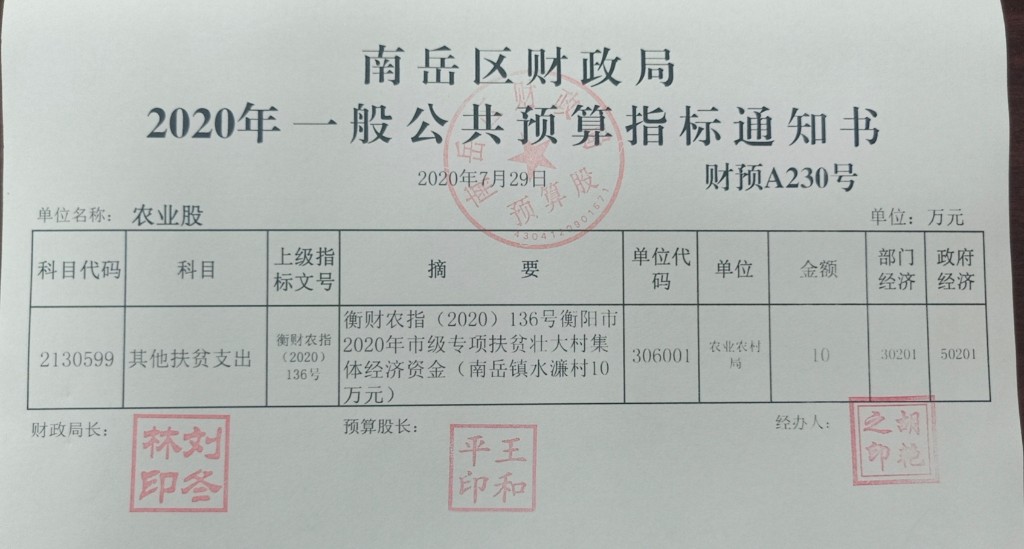 南岳区财政局
2020年一般公共预算指标通知书
2020年7月29日
财预A230号
南岳区财政局
预算股
单位名称： 农业股
单位：万元
科目代码 科目 上级指标文号 摘 要 单位代码 单位 金额 部门经济 政府经济
2130599 其他扶贫支出
衡财农指
（2020）
136号
衡财农指（2020）136号衡阳市
2020年市级专项扶贫壮大村集
体经济资金（南岳镇水濂村10
万元）
306001
农业农村
局
10 30201 50201
财政局长：
刘冬林印
预算股长：
王和平印
经办人：
胡艳之印